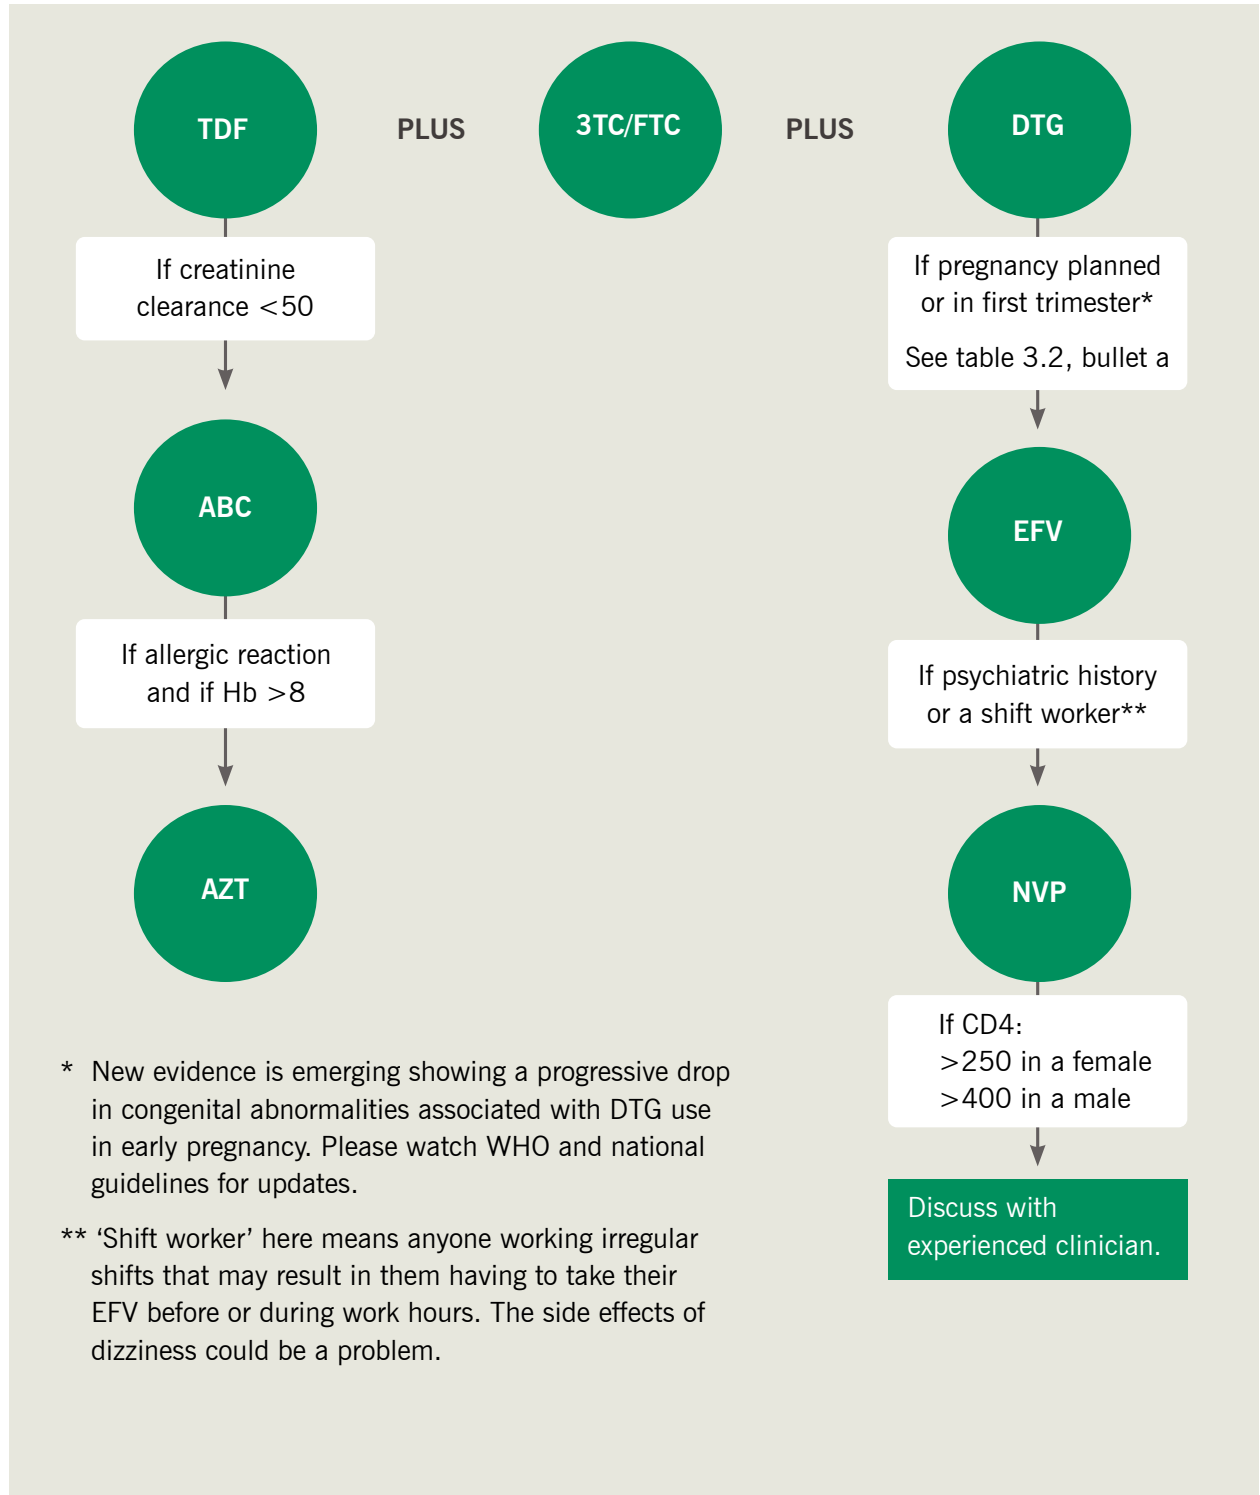 TDF PLUS 3TC/FTC PLUS DTG
If creatinine
clearance <50
ABC
If allergic reaction
and if Hb >8
AZT
If pregnancy planned
or in first trimester*
See table 3.2, bullet a
EFV
If psychiatric history
or a shift worker**
NVP
If CD4:
>250 in a female
>400 in a male
Discuss with
experienced clinician.
* New evidence is emerging showing a progressive drop
in congenital abnormalities associated with DTG use
in early pregnancy. Please watch WHO and national
guidelines for updates.
** ‘Shift worker’ here means anyone working irregular
shifts that may result in them having to take their
EFV before or during work hours. The side effects of
dizziness could be a problem.